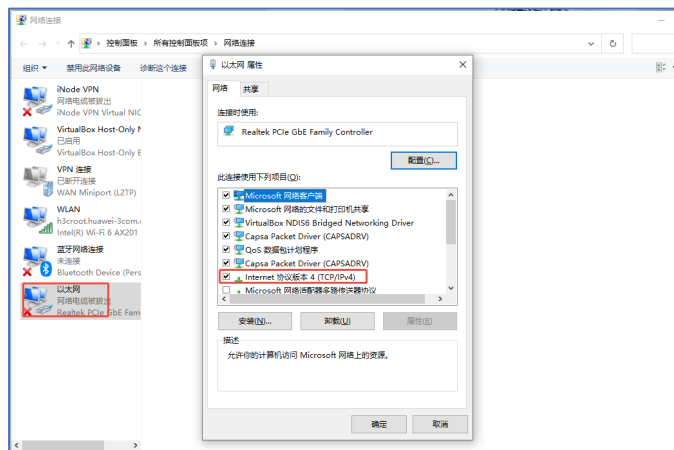 网络连接
控制面板 › 所有控制面板项 › 网络连接
组织 禁用此网络设备 诊断这个连接
iNode VPN
网络电缆被拔出
iNode VPN Virtual NIC
VirtualBox Host-Only N
已启用
VirtualBox Host-Only E
VPN 连接
已断开连接
WAN Miniport (L2TP)
WLAN
h3croot.huawei-3com.
Intel(R) Wi-Fi 6 AX201
蓝牙网络连接
未连接
Bluetooth Device (Pers
以太网
网络电缆被拔出
Realtek PCIe GbE Fam
以太网 属性
网络 共享
连接时使用:
Realtek PCIe GbE Family Controller
配置(C)...
此连接使用下列项目(O):
Microsoft 网络客户端
Microsoft 网络的文件和打印机共享
VirtualBox NDIS6 Bridged Networking Driver
Capsa Packet Driver (CAPSADRV)
QoS 数据包计划程序
Capsa Packet Driver (CAPSADRV)
Internet 协议版本 4 (TCP/IPv4)
Microsoft 网络适配器多路传送器协议
安装(N)... 卸载(U) 属性(R)
描述
允许你的计算机访问 Microsoft 网络上的资源。
确定 取消